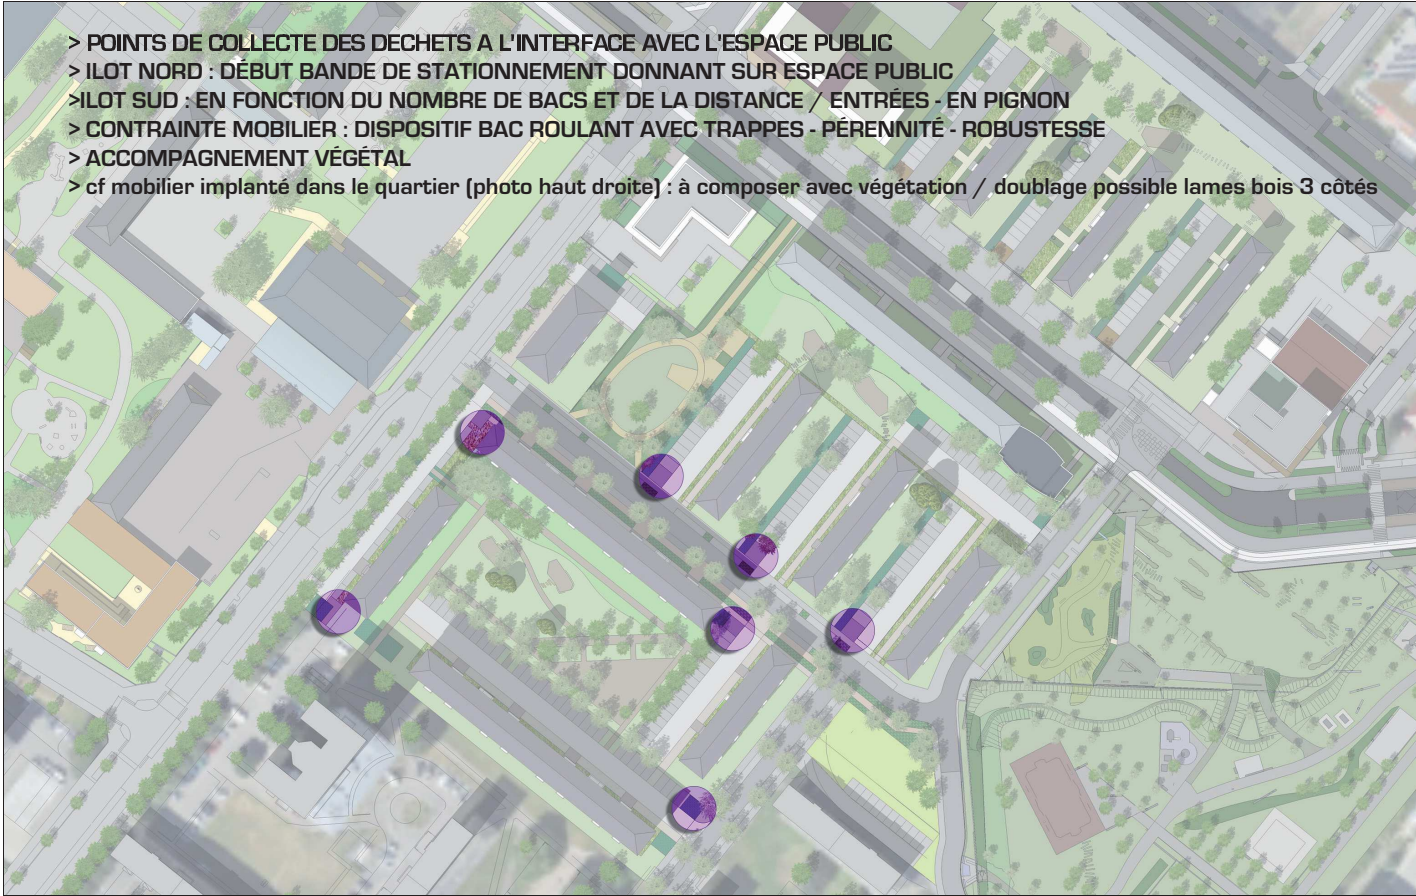 > POINTS DE COLLECTE DES DECHETS A L'INTERFACE AVEC L'ESPACE PUBLIC
> ILOT NORD : DÉBUT BANDE DE STATIONNEMENT DONNANT SUR ESPACE PUBLIC
>ILOT SUD : EN FONCTION DU NOMBRE DE BACS ET DE LA DISTANCE / ENTRÉES - EN PIGNON
> CONTRAINTE MOBILIER : DISPOSITIF BAC ROULANT AVEC TRAPPES - PÉRENNITÉ - ROBUSTESSE
> ACCOMPAGNEMENT VÉGÉTAL
> cf mobilier implanté dans le quartier (photo haut droite) : à composer avec végétation / doublage possible lames bois 3 côtés